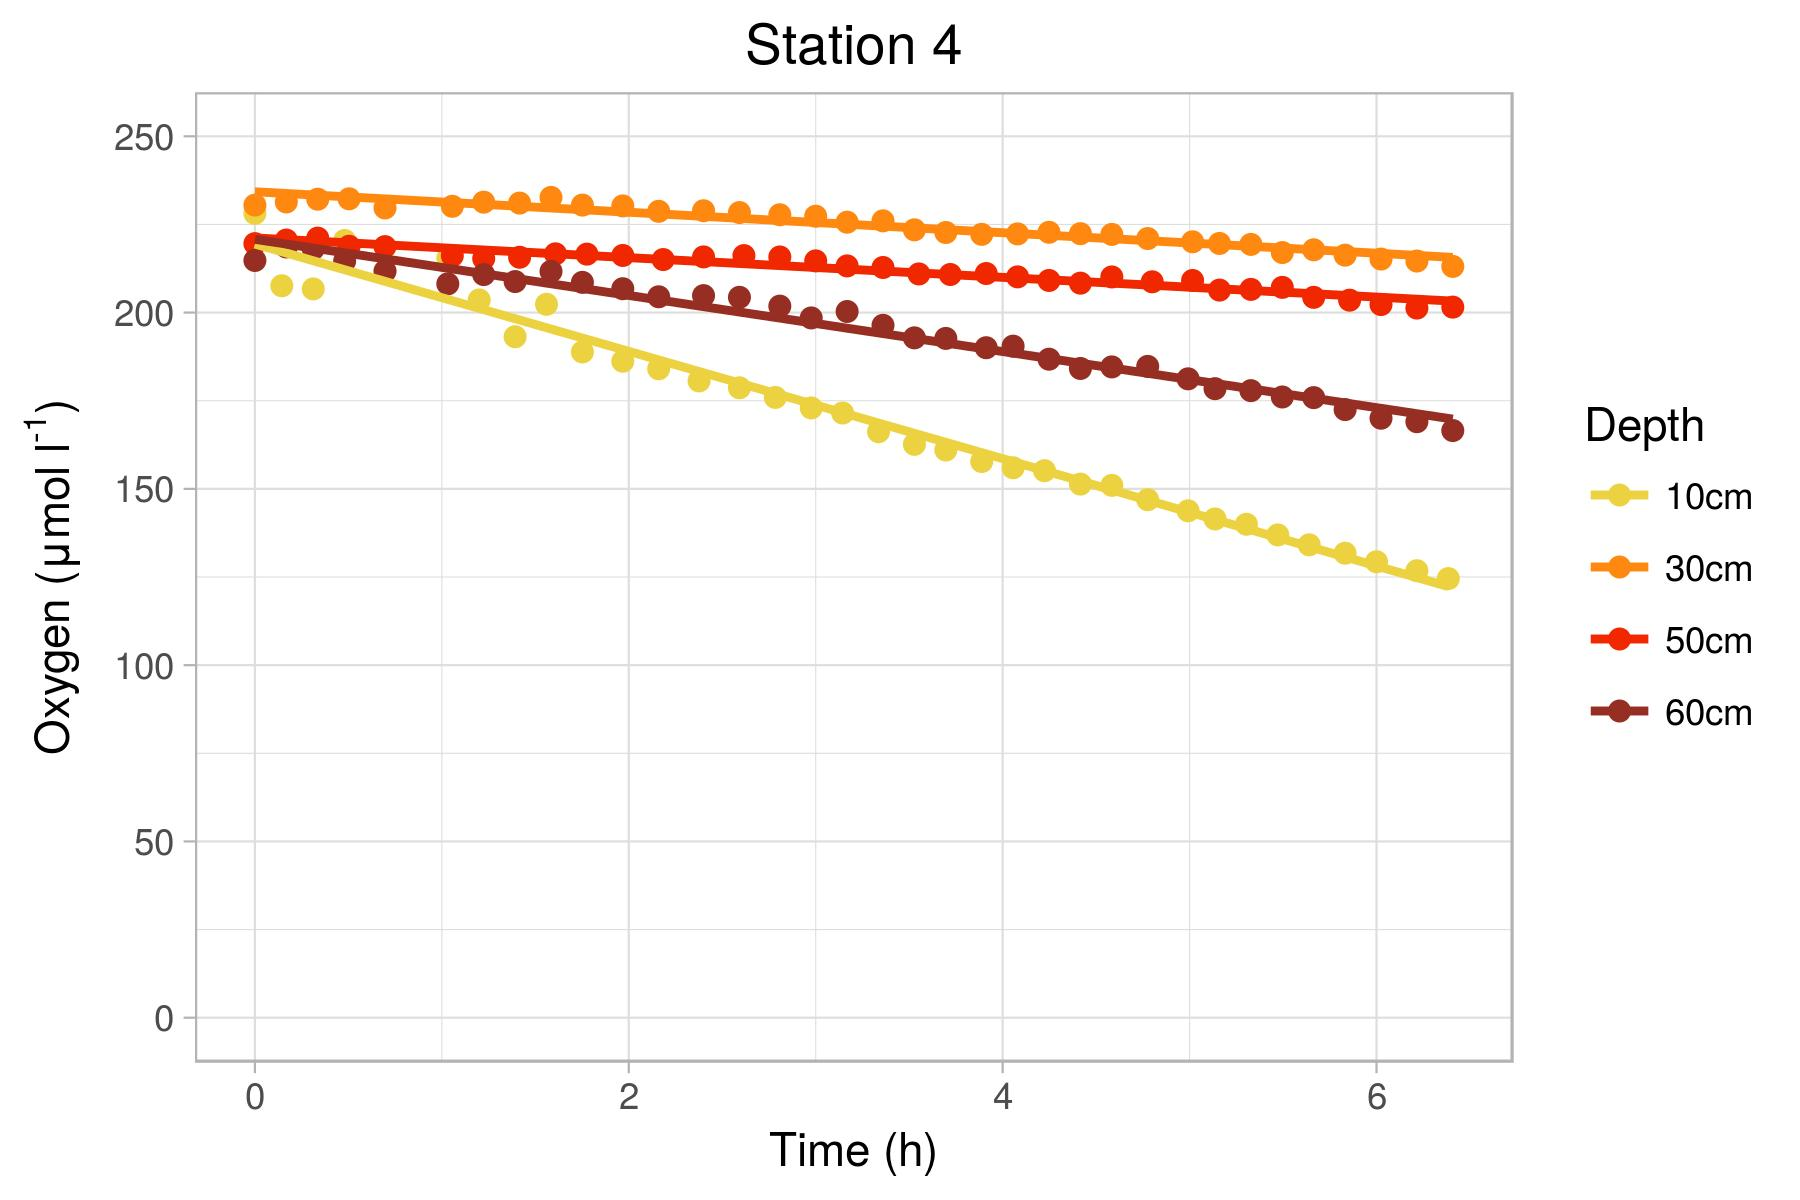 Station 4
Oxygen (μmol l⁻¹)
250
200
150
100
50
0
0 2 4 6
Time (h)
Depth
10cm
30cm
50cm
60cm